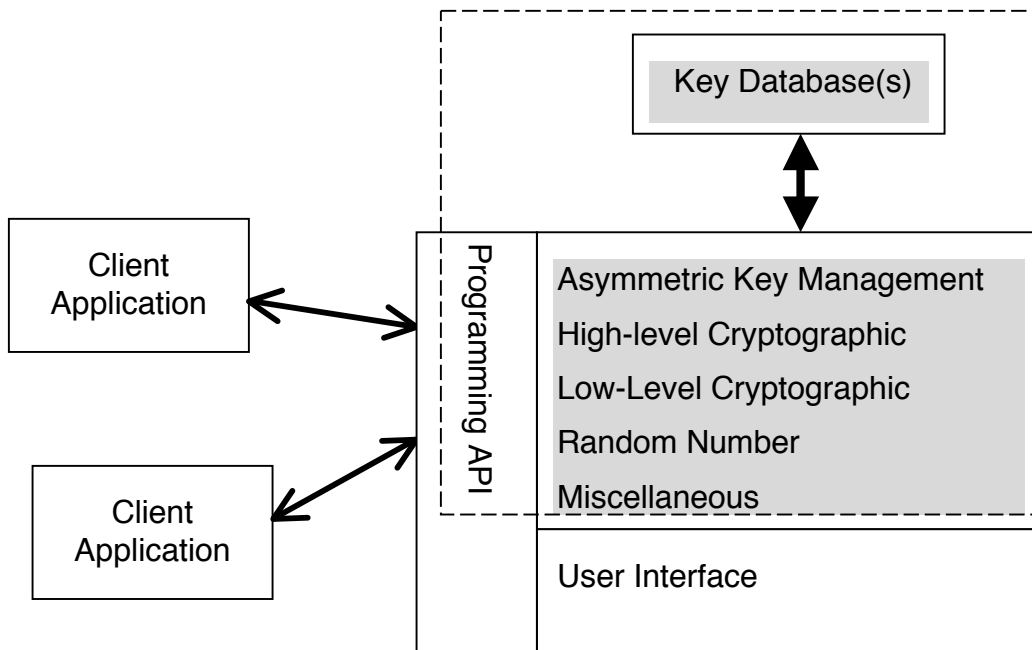 Key Database(s)
Client
Application
Programming API
Asymmetric Key Management
High-level Cryptographic
Low-Level Cryptographic
Random Number
Miscellaneous
Client
Application
User Interface